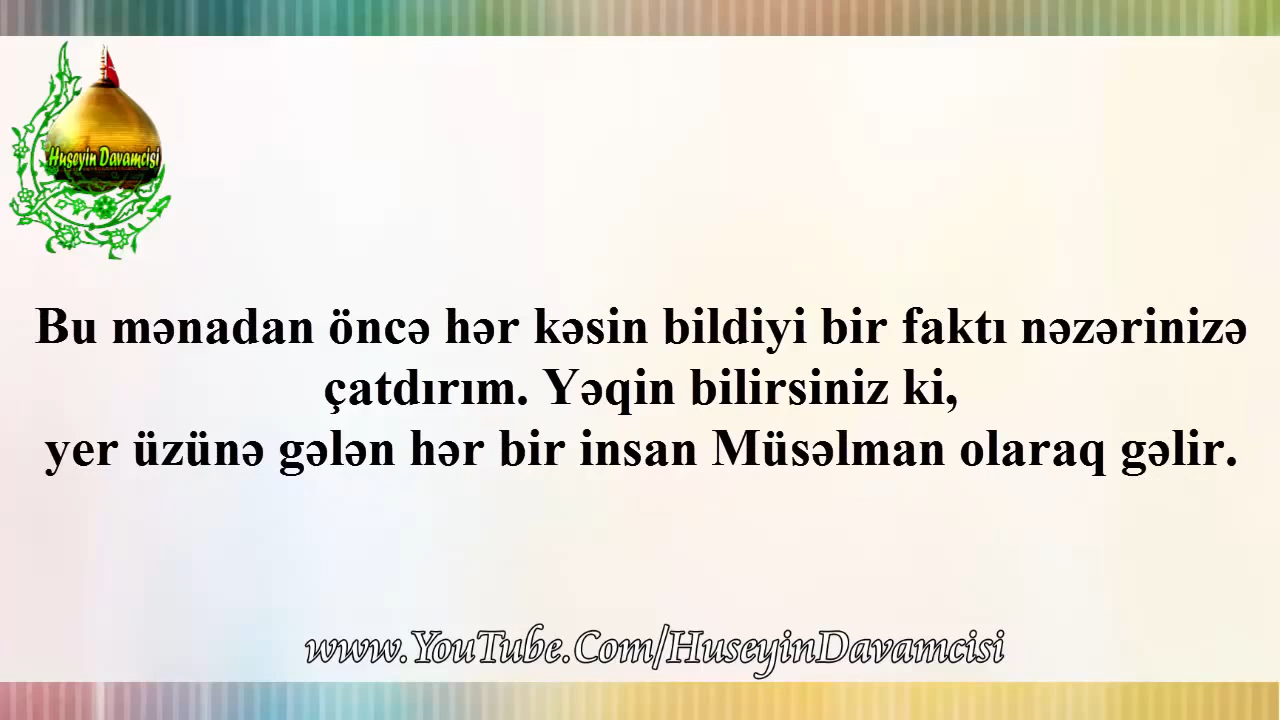 Huseyin Davamcisi
Bu mənadan öncə hər kəsin bildiyi bir faktı nəzərinizə
çatdırım. Yəqin bilirsiniz ki,
yer üzünə gələn hər bir insan Müsəlman olaraq gəlir.
www.YouTube.Com/HuseyinDavamcisi